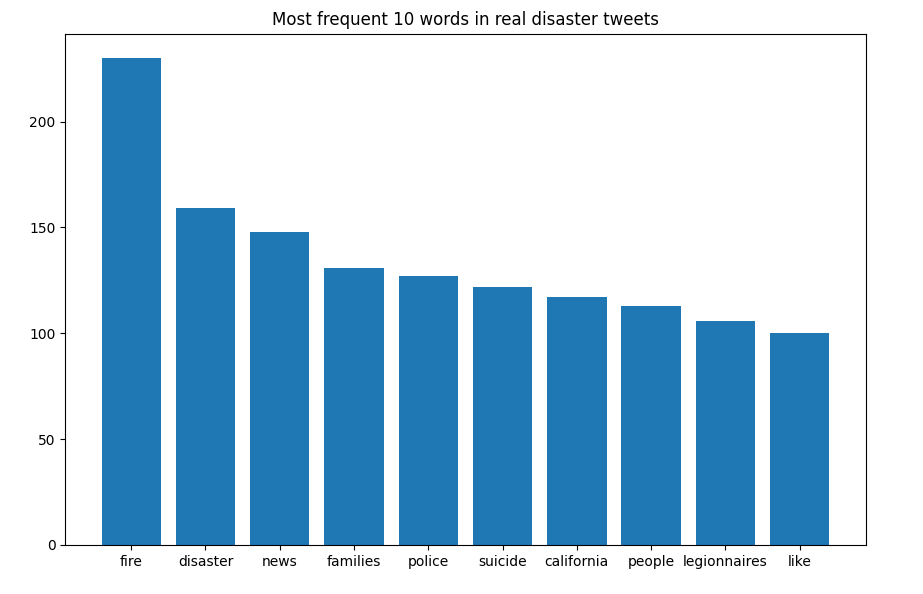 Most frequent 10 words in real disaster tweets
200
150
100
50
0
fire disaster news families police suicide california people legionnaires like